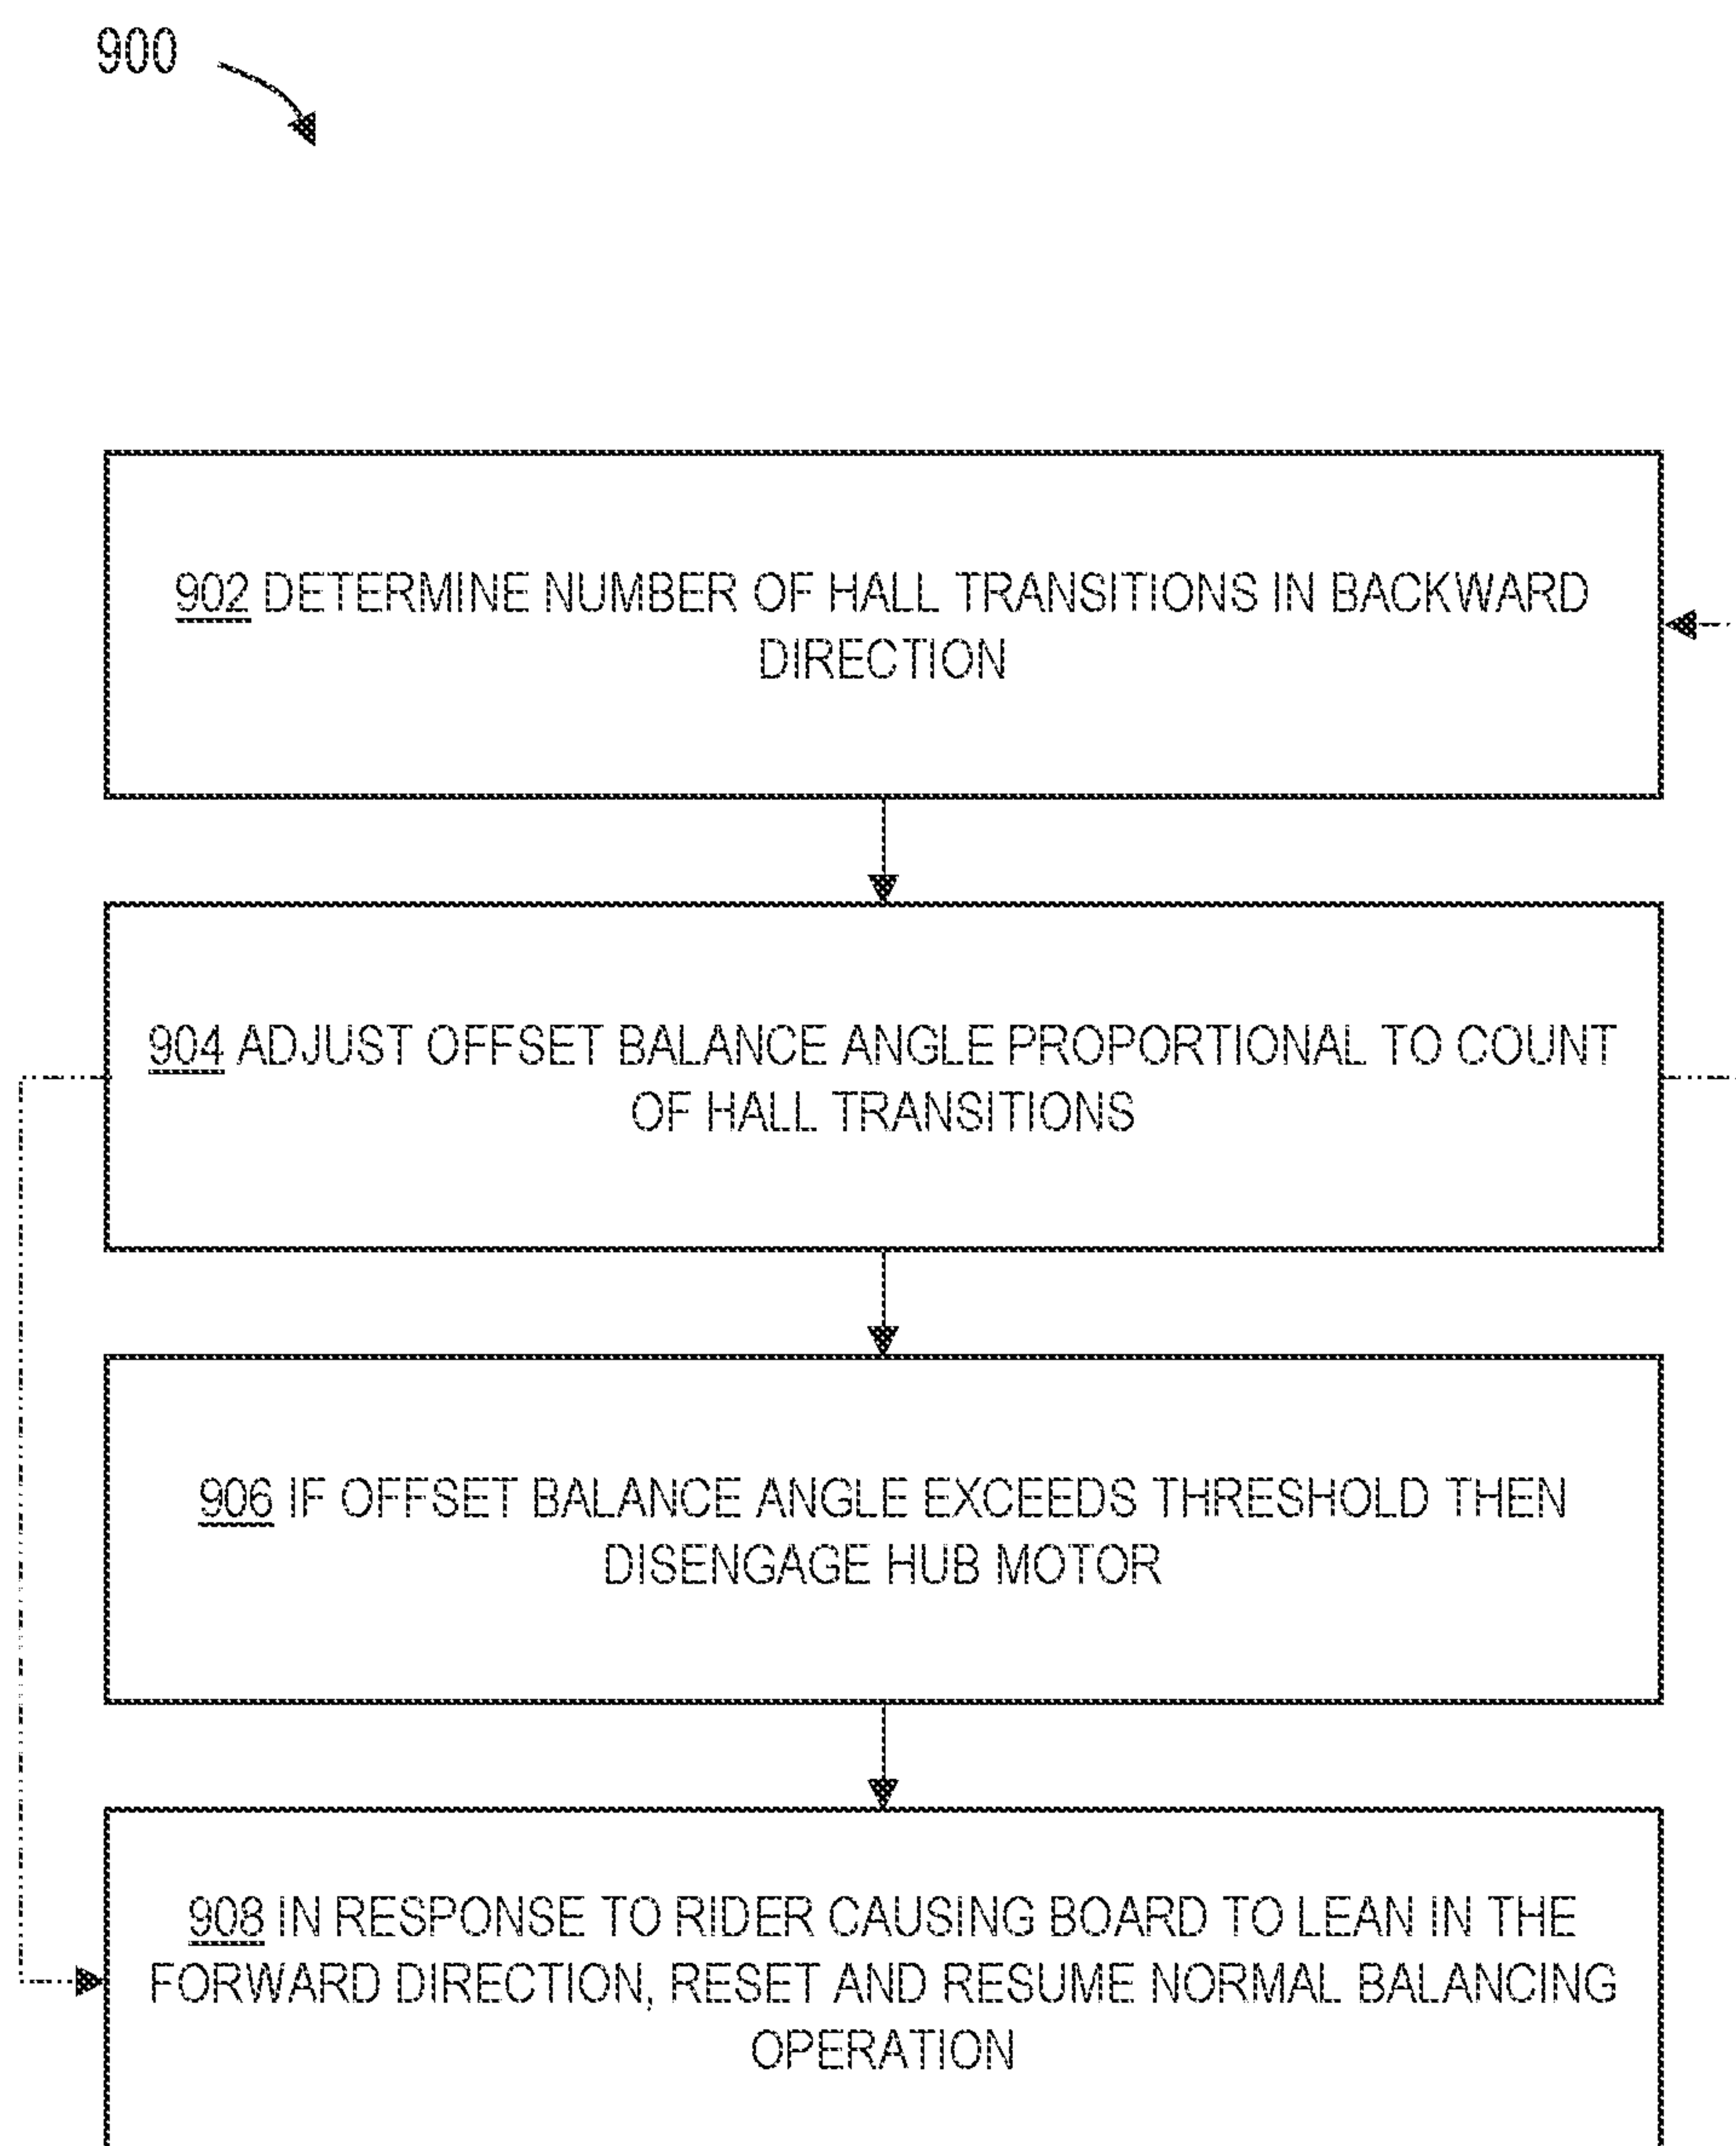 900
902 DETERMINE NUMBER OF HALL TRANSITIONS IN BACKWARD
DIRECTION
904 ADJUST OFFSET BALANCE ANGLE PROPORTIONAL TO COUNT
OF HALL TRANSITIONS
906 IF OFFSET BALANCE ANGLE EXCEEDS THRESHOLD THEN
DISENGAGE HUB MOTOR
908 IN RESPONSE TO RIDER CAUSING BOARD TO LEAN IN THE
FORWARD DIRECTION, RESET AND RESUME NORMAL BALANCING
OPERATION